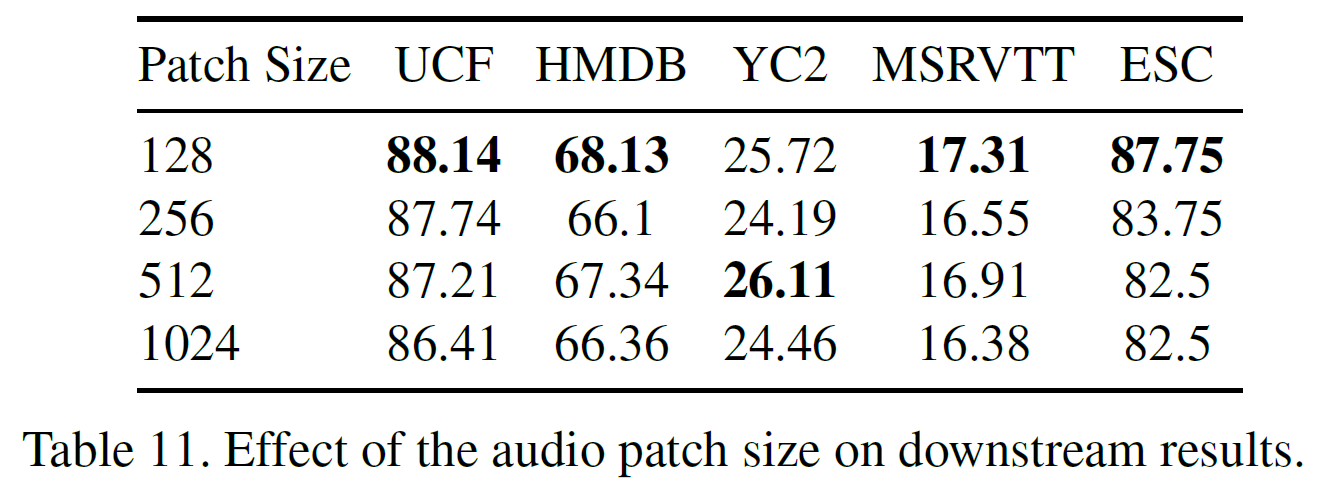 Patch Size UCF HMDB YC2 MSRVTT ESC
128 88.14 68.13 25.72 17.31 87.75
256 87.74 66.1 24.19 16.55 83.75
512 87.21 67.34 26.11 16.91 82.5
1024 86.41 66.36 24.46 16.38 82.5
Table 11. Effect of the audio patch size on downstream results.